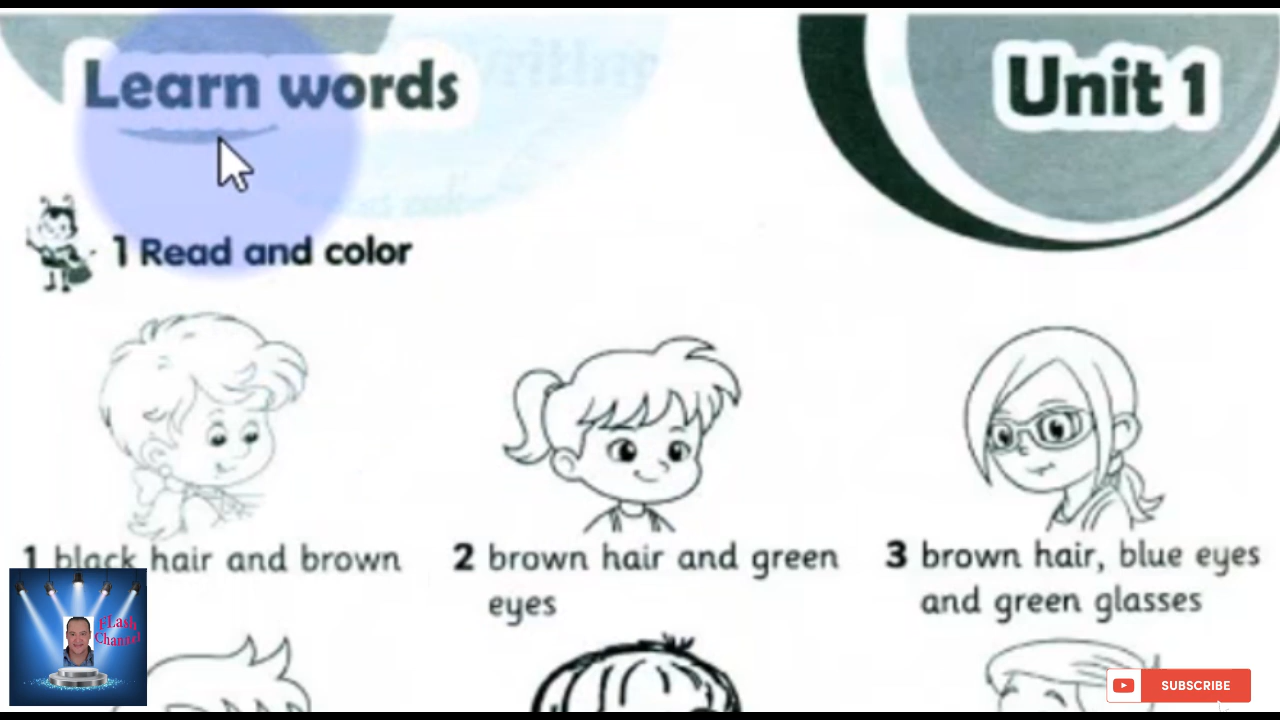 Learn words
Unit 1
1 Read and color
1 black hair and brown
2 brown hair and green
eyes
3 brown hair, blue eyes
and green glasses
FLash
Channel
SUBSCRIBE